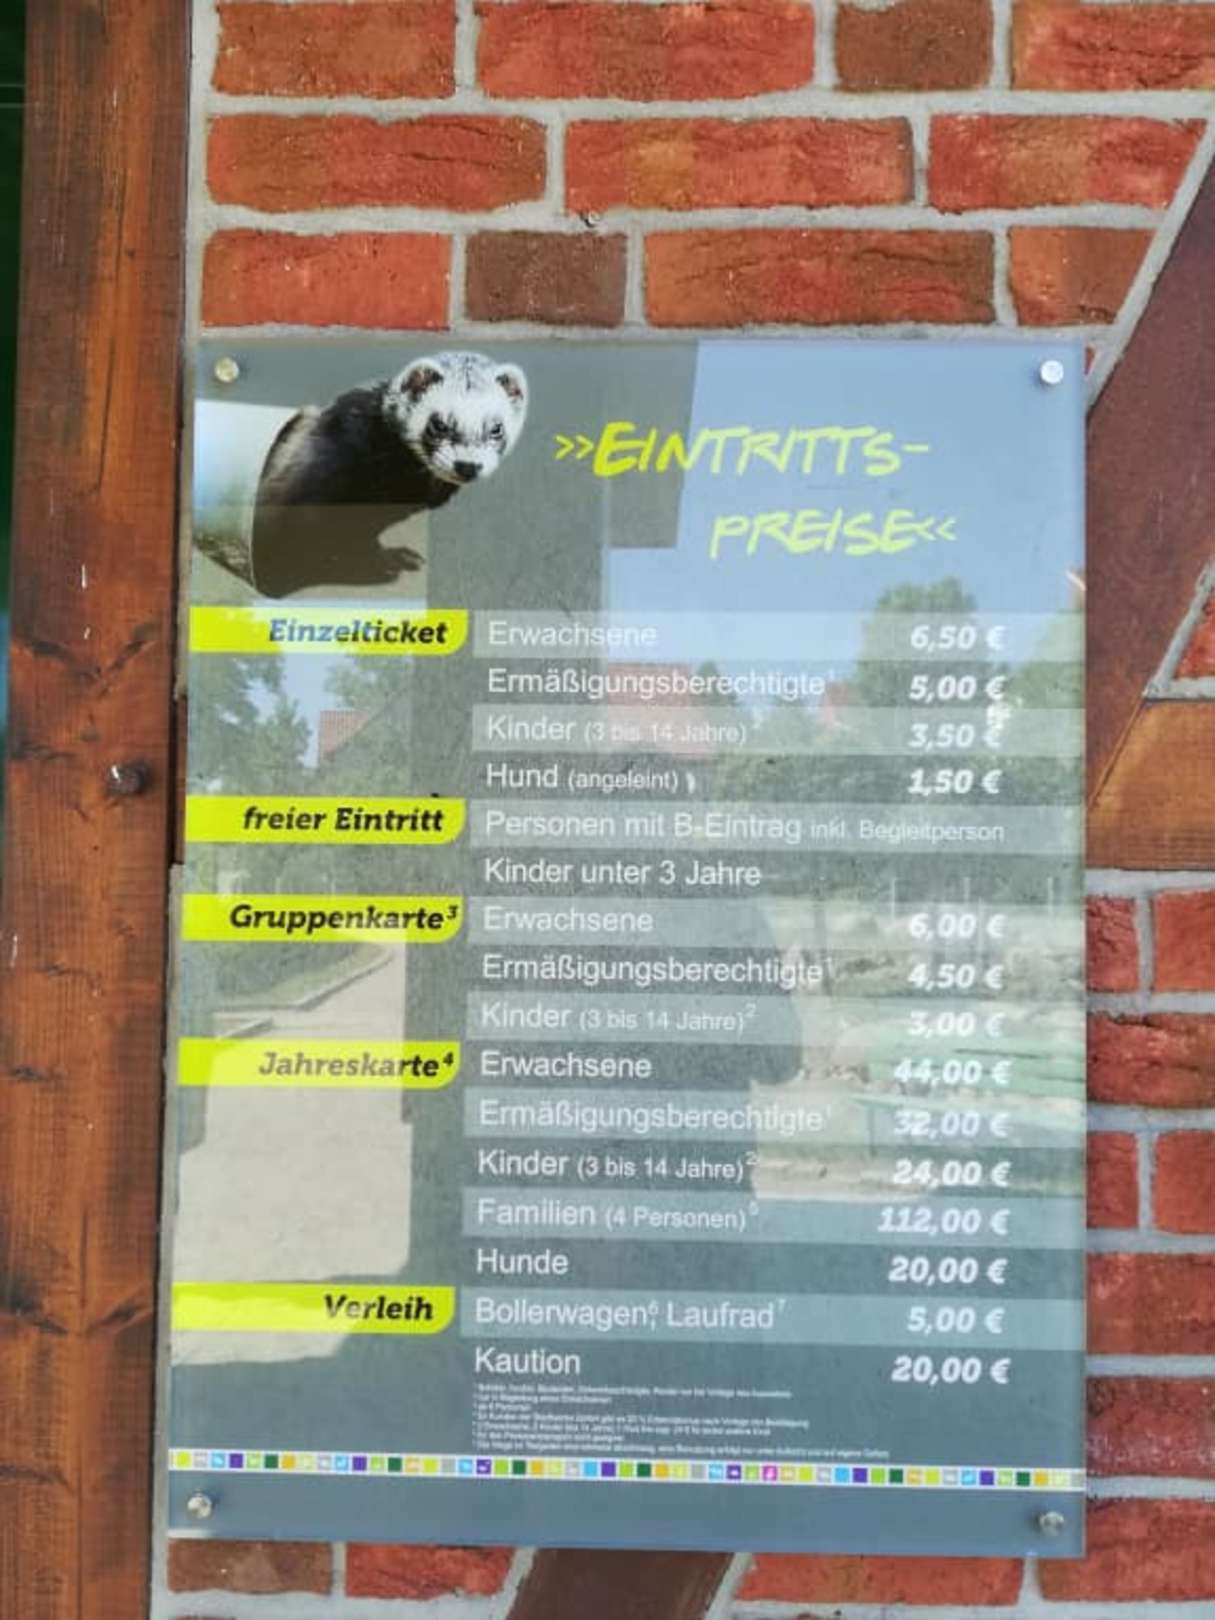 »EINTRITTS-
PREISE«
Einzelticket Erwachsene 6,50 €
Ermäßigungsberechtigte¹ 5,00 €
Kinder (3 bis 14 Jahre)² 3,50 €
Hund (angeleint) 1,50 €
freier Eintritt Personen mit B-Eintrag inkl. Begleitperson
Kinder unter 3 Jahre
Gruppenkarte³ Erwachsene 6,00 €
Ermäßigungsberechtigte¹ 4,50 €
Kinder (3 bis 14 Jahre)² 3,00 €
Jahreskarte⁴ Erwachsene 44,00 €
Ermäßigungsberechtigte¹ 32,00 €
Kinder (3 bis 14 Jahre)² 24,00 €
Familien (4 Personen)⁵ 112,00 €
Hunde 20,00 €
Verleih Bollerwagen⁶, Laufrad⁷ 5,00 €
Kaution 20,00 €